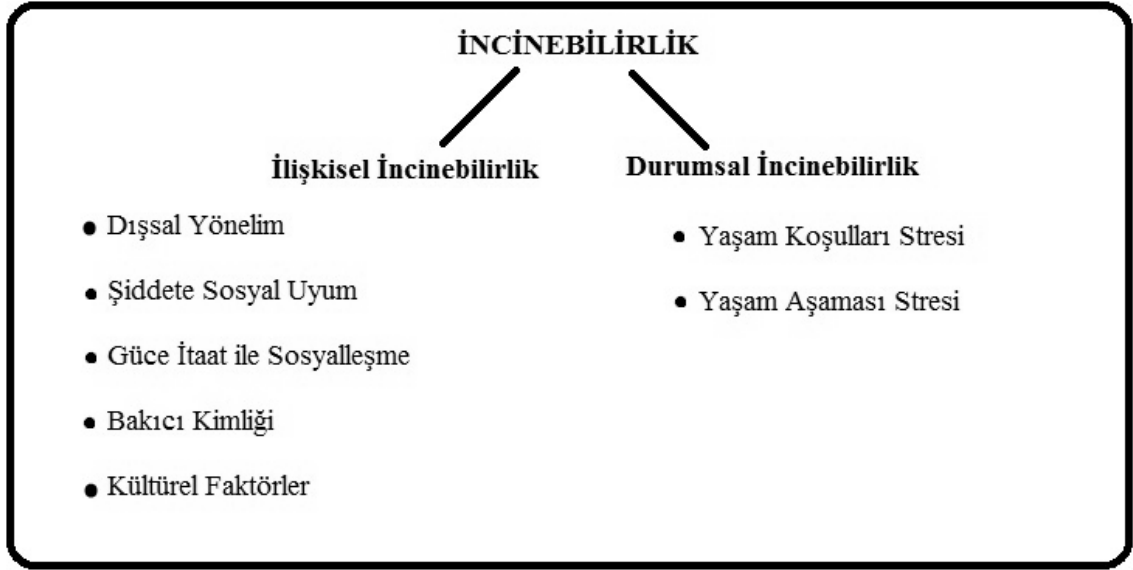 İNCİNEBİLİRLİK
İlişkisel İncinebilirlik
Dışsal Yönelim
Şiddete Sosyal Uyum
Güce İtaat ile Sosyalleşme
Bakıcı Kimliği
Kültürel Faktörler
Durumsal İncinebilirlik
Yaşam Koşulları Stresi
Yaşam Aşaması Stresi